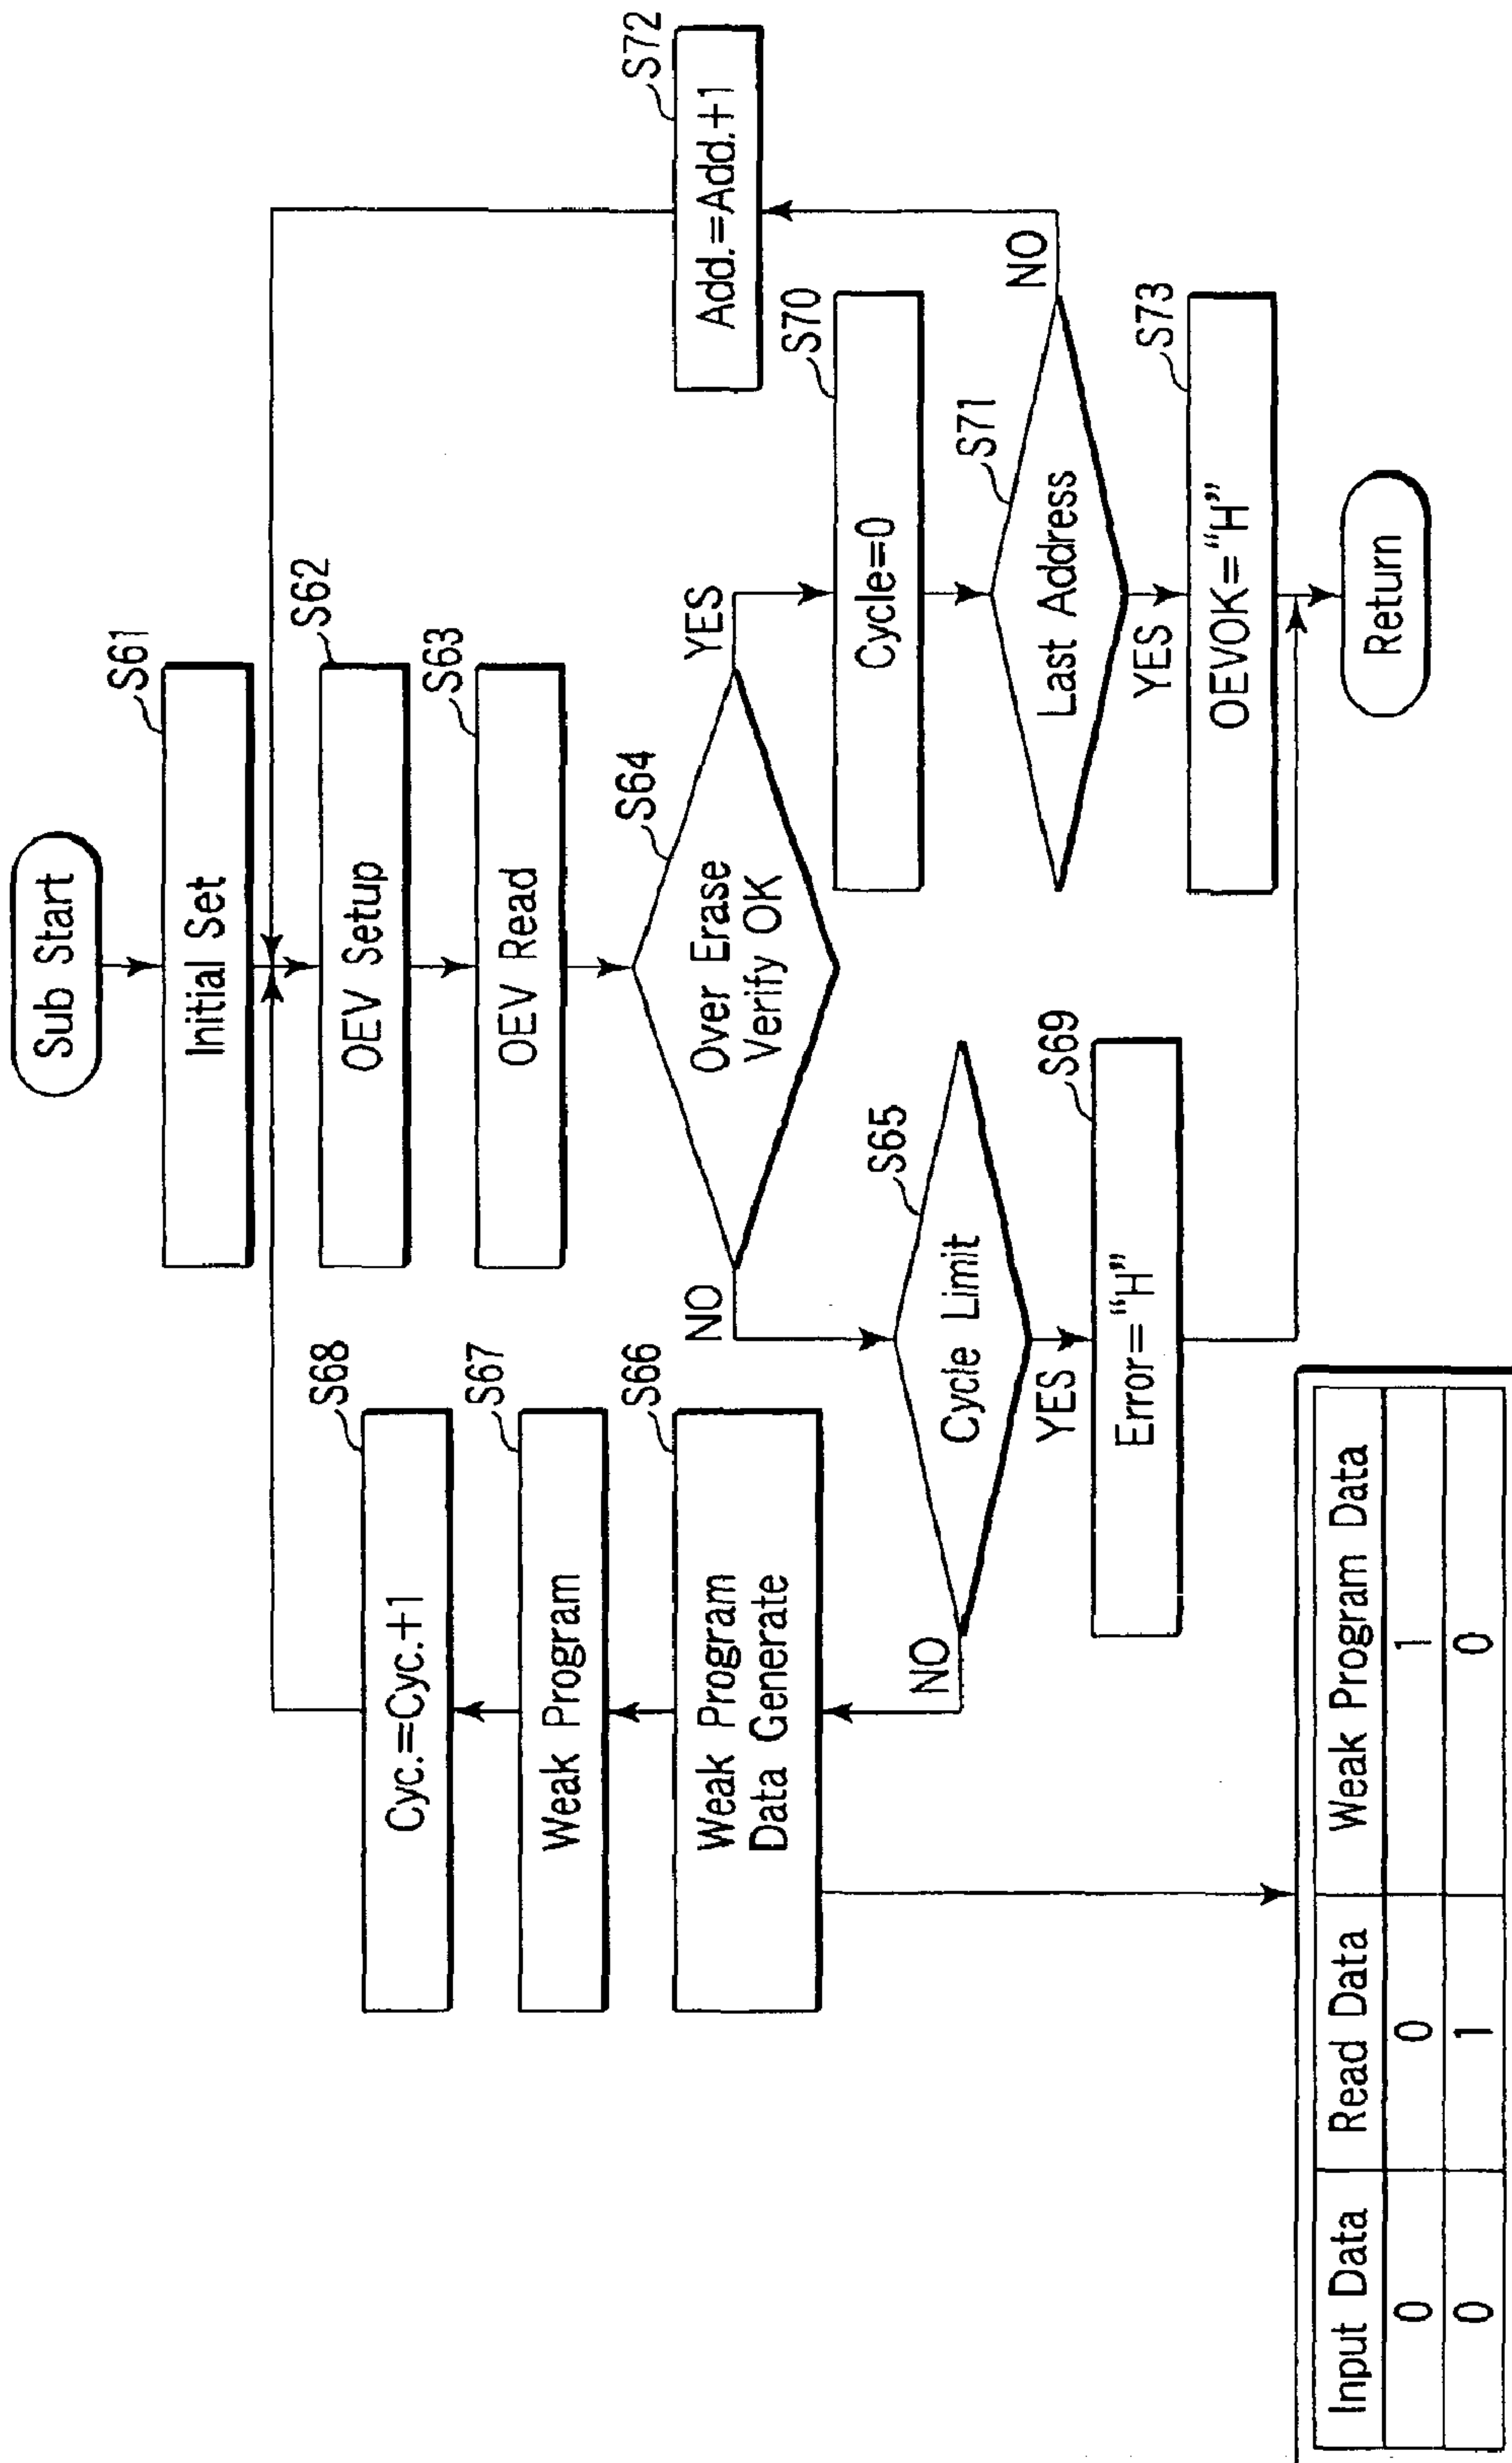 Sub Start
S61
Initial Set
S62
OEV Setup
S63
OEV Read
S64
Over Erase
Verify OK
NO
YES
S65
Cycle Limit
NO
YES
S66
Weak Program
Data Generate
S67
Weak Program
S68
Cyc.=Cyc.+1
S69
Error="H"
S70
Cycle=0
S71
Last Address
NO
YES
S72
Add.=Add.+1
S73
OEVOK="H"
Return
Input Data Read Data Weak Program Data
0 0 1
0 1 0